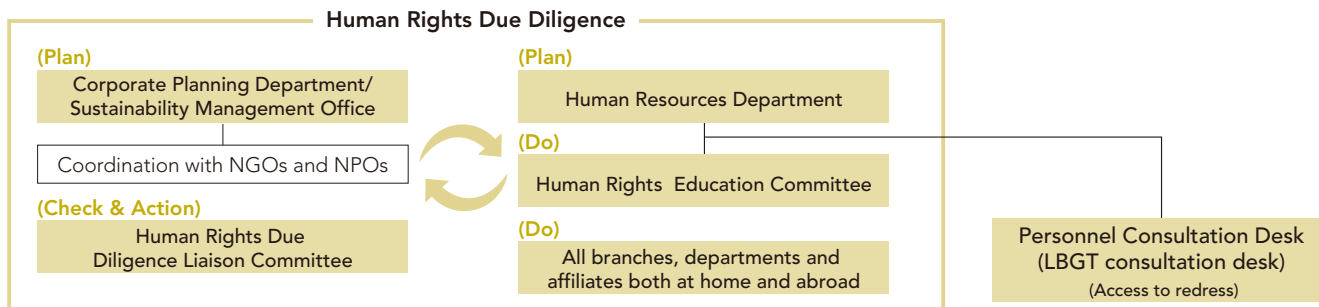 Human Rights Due Diligence
(Plan)
Corporate Planning Department/
Sustainability Management Office
Coordination with NGOs and NPOs
(Check & Action)
Human Rights Due
Diligence Liaison Committee
(Plan)
Human Resources Department
(Do)
Human Rights Education Committee
(Do)
All branches, departments and
affiliates both at home and abroad
Personnel Consultation Desk
(LBGT consultation desk)
(Access to redress)